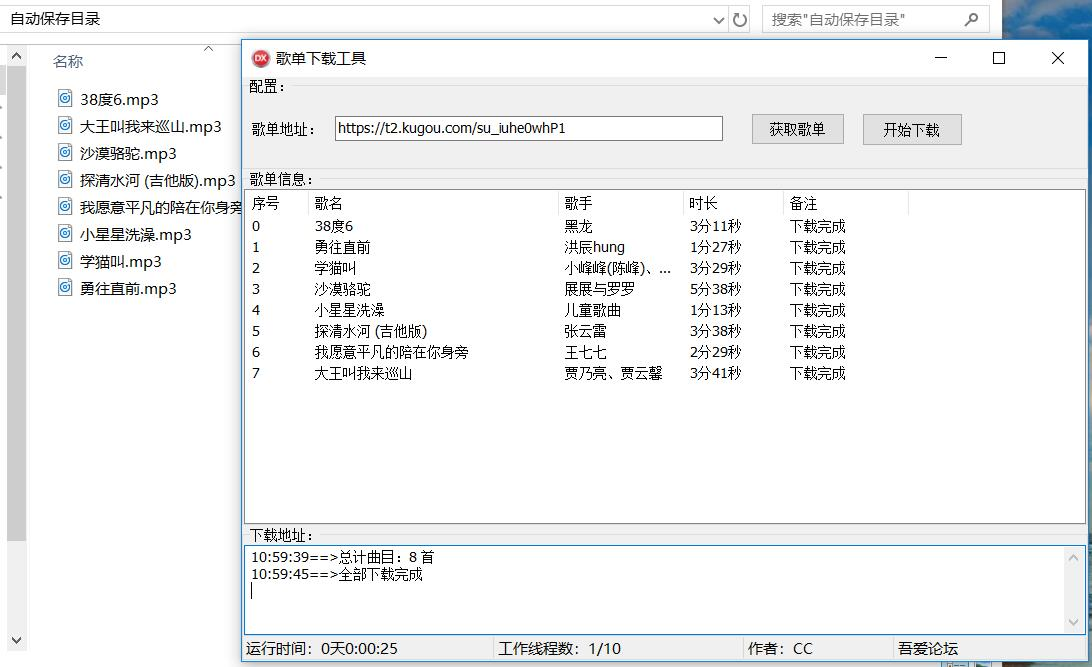 自动保存目录
搜索"自动保存目录"
名称
38度6.mp3
大王叫我来巡山.mp3
沙漠骆驼.mp3
探清水河 (吉他版).mp3
我愿意平凡的陪在你身旁
小星星洗澡.mp3
学猫叫.mp3
勇往直前.mp3
DX 歌单下载工具
配置：
歌单地址： https://t2.kugou.com/su_iuhe0whP1 获取歌单 开始下载
歌单信息：
序号 歌名 歌手 时长 备注
0 38度6 黑龙 3分11秒 下载完成
1 勇往直前 洪辰hung 1分27秒 下载完成
2 学猫叫 小峰峰(陈峰)、... 3分29秒 下载完成
3 沙漠骆驼 展展与罗罗 5分38秒 下载完成
4 小星星洗澡 儿童歌曲 1分13秒 下载完成
5 探清水河 (吉他版) 张云雷 3分38秒 下载完成
6 我愿意平凡的陪在你身旁 王七七 2分29秒 下载完成
7 大王叫我来巡山 贾乃亮、贾云馨 3分41秒 下载完成
下载地址：
10:59:39==>总计曲目：8 首
10:59:45==>全部下载完成
运行时间：0天0:00:25 工作线程数：1/10 作者：CC 吾爱论坛